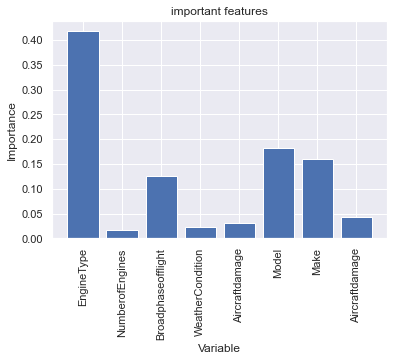 important features
0.40
0.35
0.30
0.25
0.20
0.15
0.10
0.05
0.00
Importance
EngineType
NumberofEngines
Broadphaseofflight
WeatherCondition
Aircraftdamage
Model
Make
Aircraftdamage
Variable